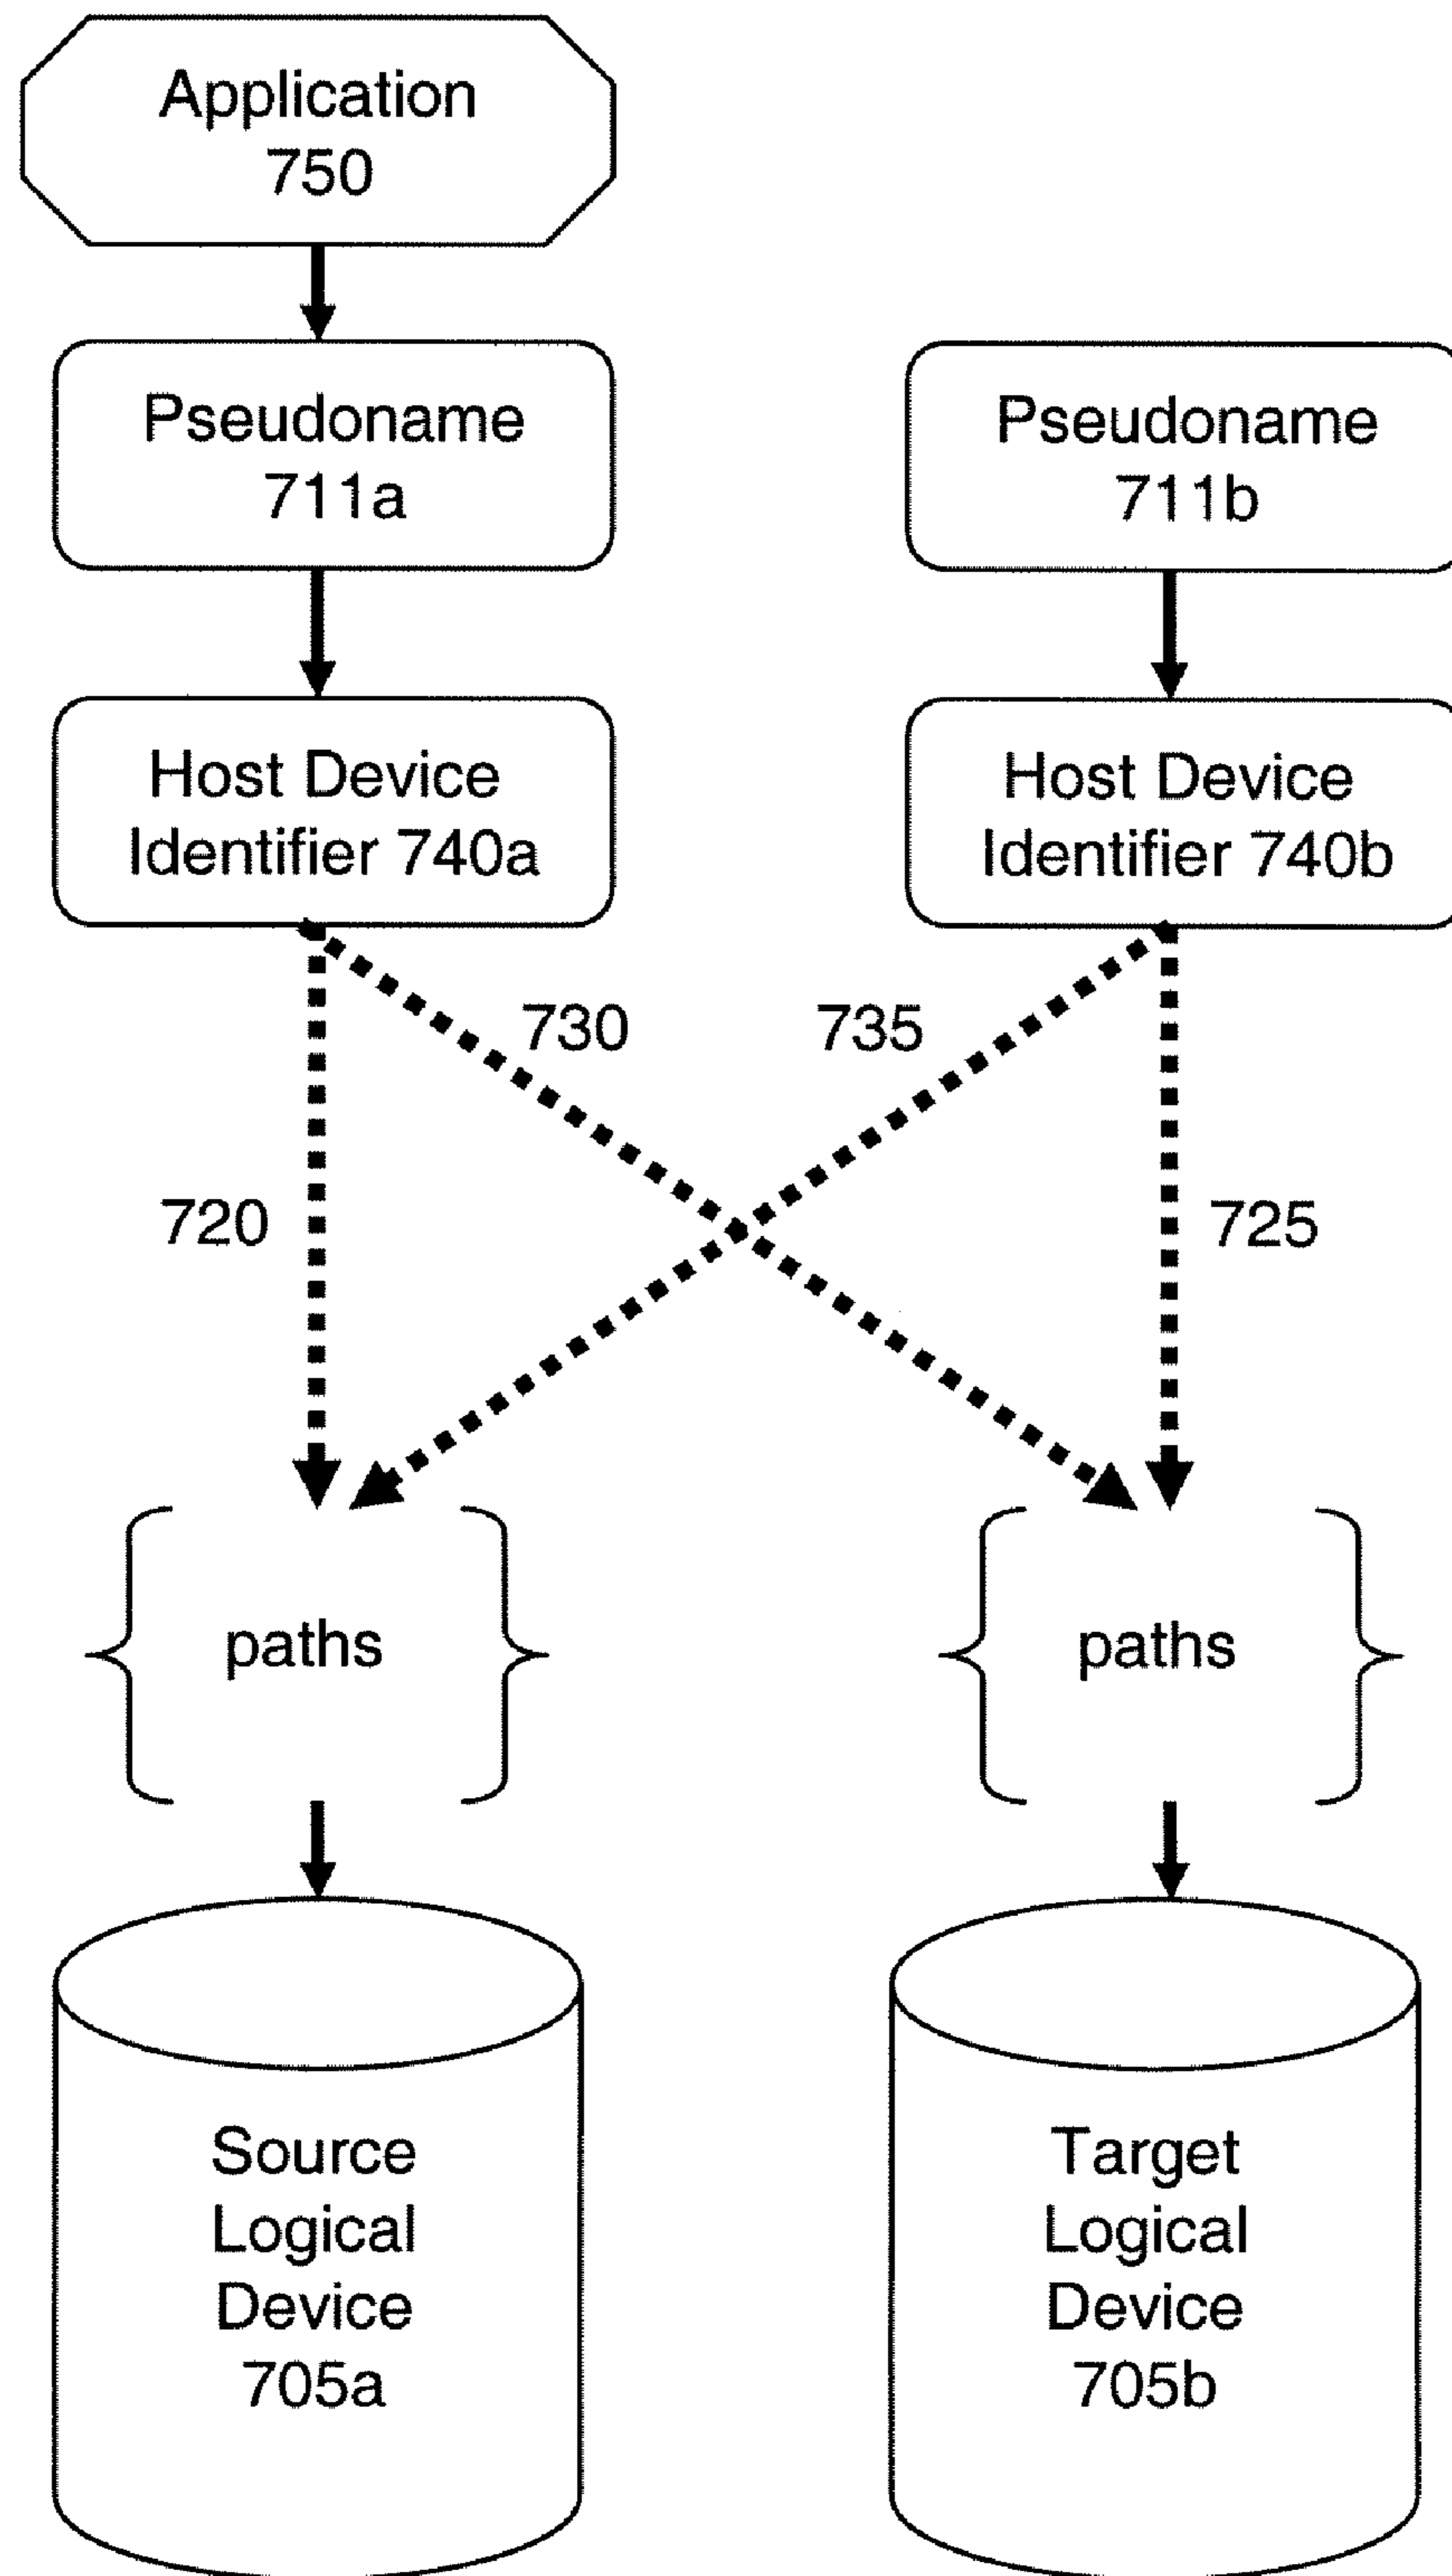 Application
750
Pseudoname
711a
Pseudoname
711b
Host Device
Identifier 740a
Host Device
Identifier 740b
730
735
720
725
paths
paths
Source
Logical
Device
705a
Target
Logical
Device
705b